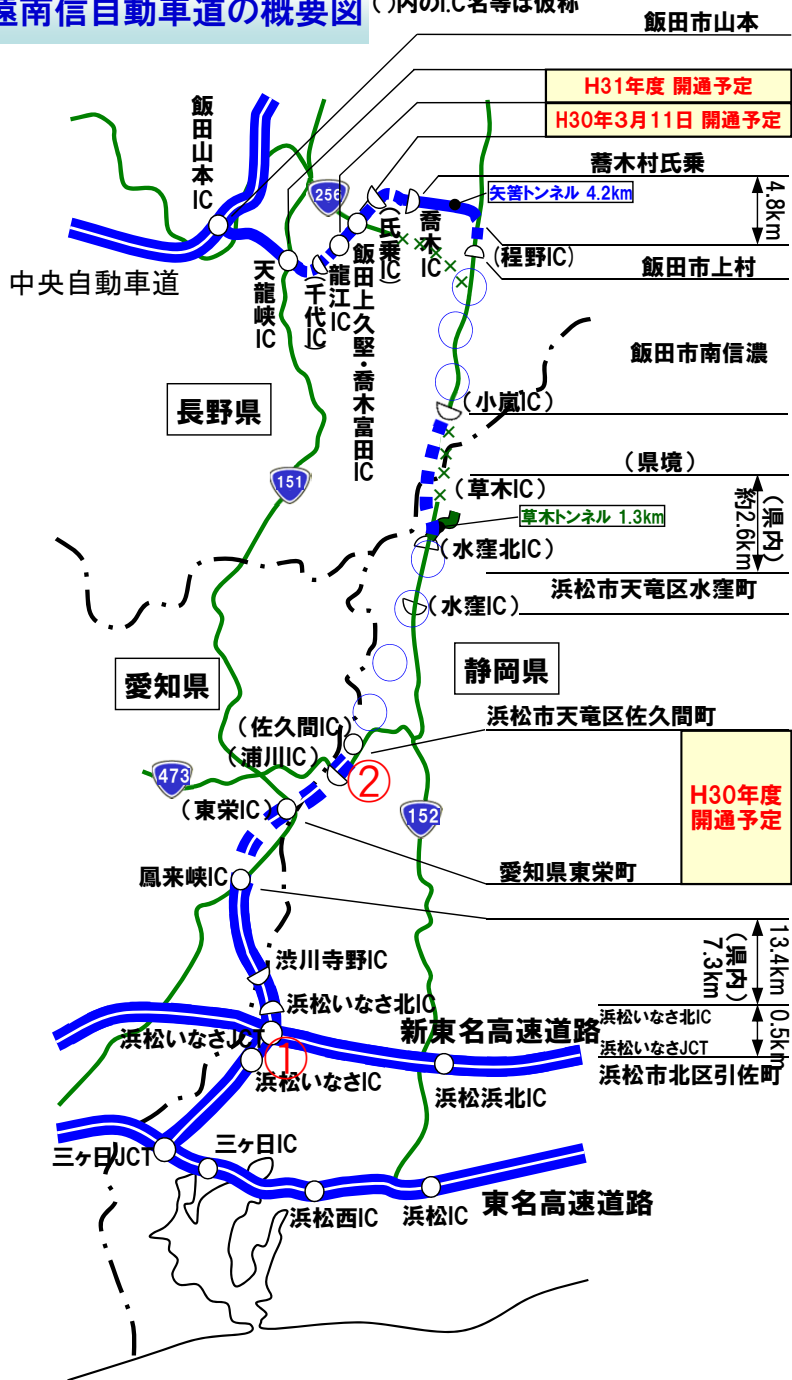 遠南信自動車道の概要図
( )内のI.C名等は仮称
飯田市山本
H31年度 開通予定
H30年3月11日 開通予定
飯田山本IC
256
喬木村氏乗
矢筈トンネル 4.2km
4.8km
(氏乗IC)
喬木IC
(程野IC)
飯田市上村
中央自動車道
天龍峡IC
(千代IC)
龍江IC
飯田上久堅・喬木富田IC
飯田市南信濃
長野県
(小嵐IC)
(県境)
151
(草木IC)
草木トンネル 1.3km
(県内)
約2.6km
(水窪北IC)
浜松市天竜区水窪町
(水窪IC)
愛知県
静岡県
(佐久間IC)
浜松市天竜区佐久間町
(浦川IC)
473
②
H30年度
開通予定
(東栄IC)
152
愛知県東栄町
鳳来峡IC
13.4km
(県内)
7.3km
渋川寺野IC
浜松いなさ北IC
浜松いなさJCT
新東名高速道路
浜松いなさ北IC
0.5km
浜松いなさJCT
①
浜松いなさIC
浜松浜北IC
浜松市北区引佐町
三ヶ日JCT
三ヶ日IC
浜松西IC
浜松IC
東名高速道路